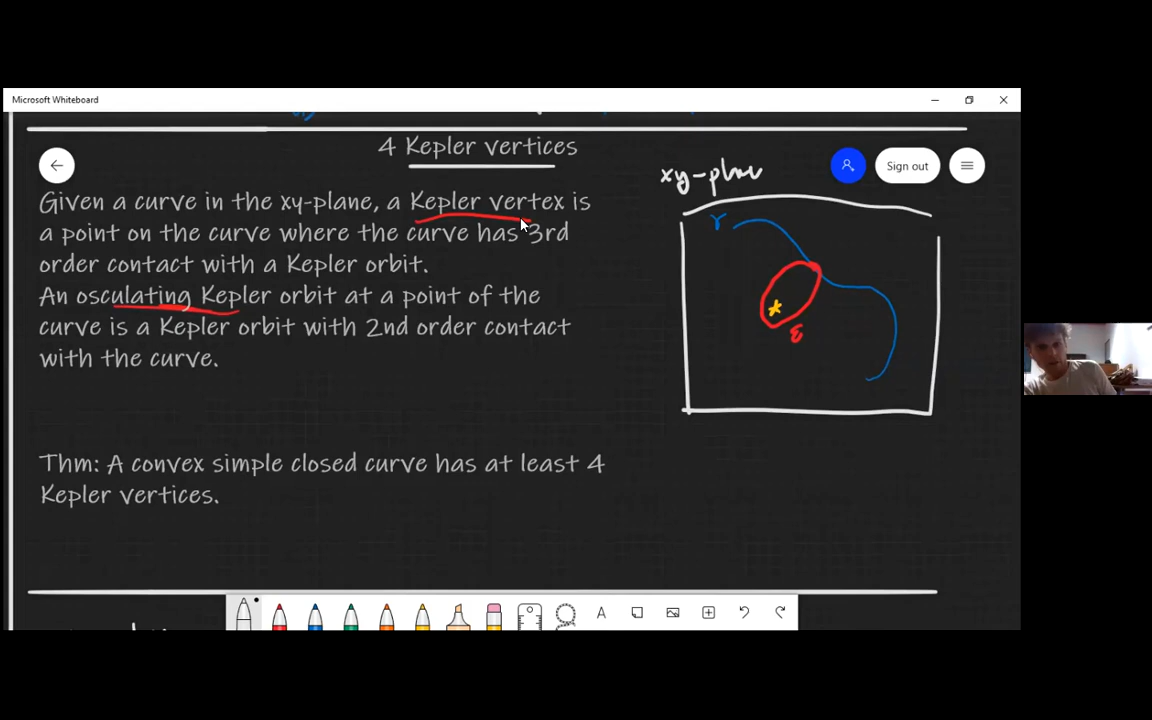 Microsoft Whiteboard
4 Kepler vertices
xy-plane
Sign out
Given a curve in the xy-plane, a Kepler vertex is
a point on the curve where the curve has 3rd
order contact with a Kepler orbit.
An osculating Kepler orbit at a point of the
curve is a Kepler orbit with 2nd order contact
with the curve.
Thm: A convex simple closed curve has at least 4
Kepler vertices.
A